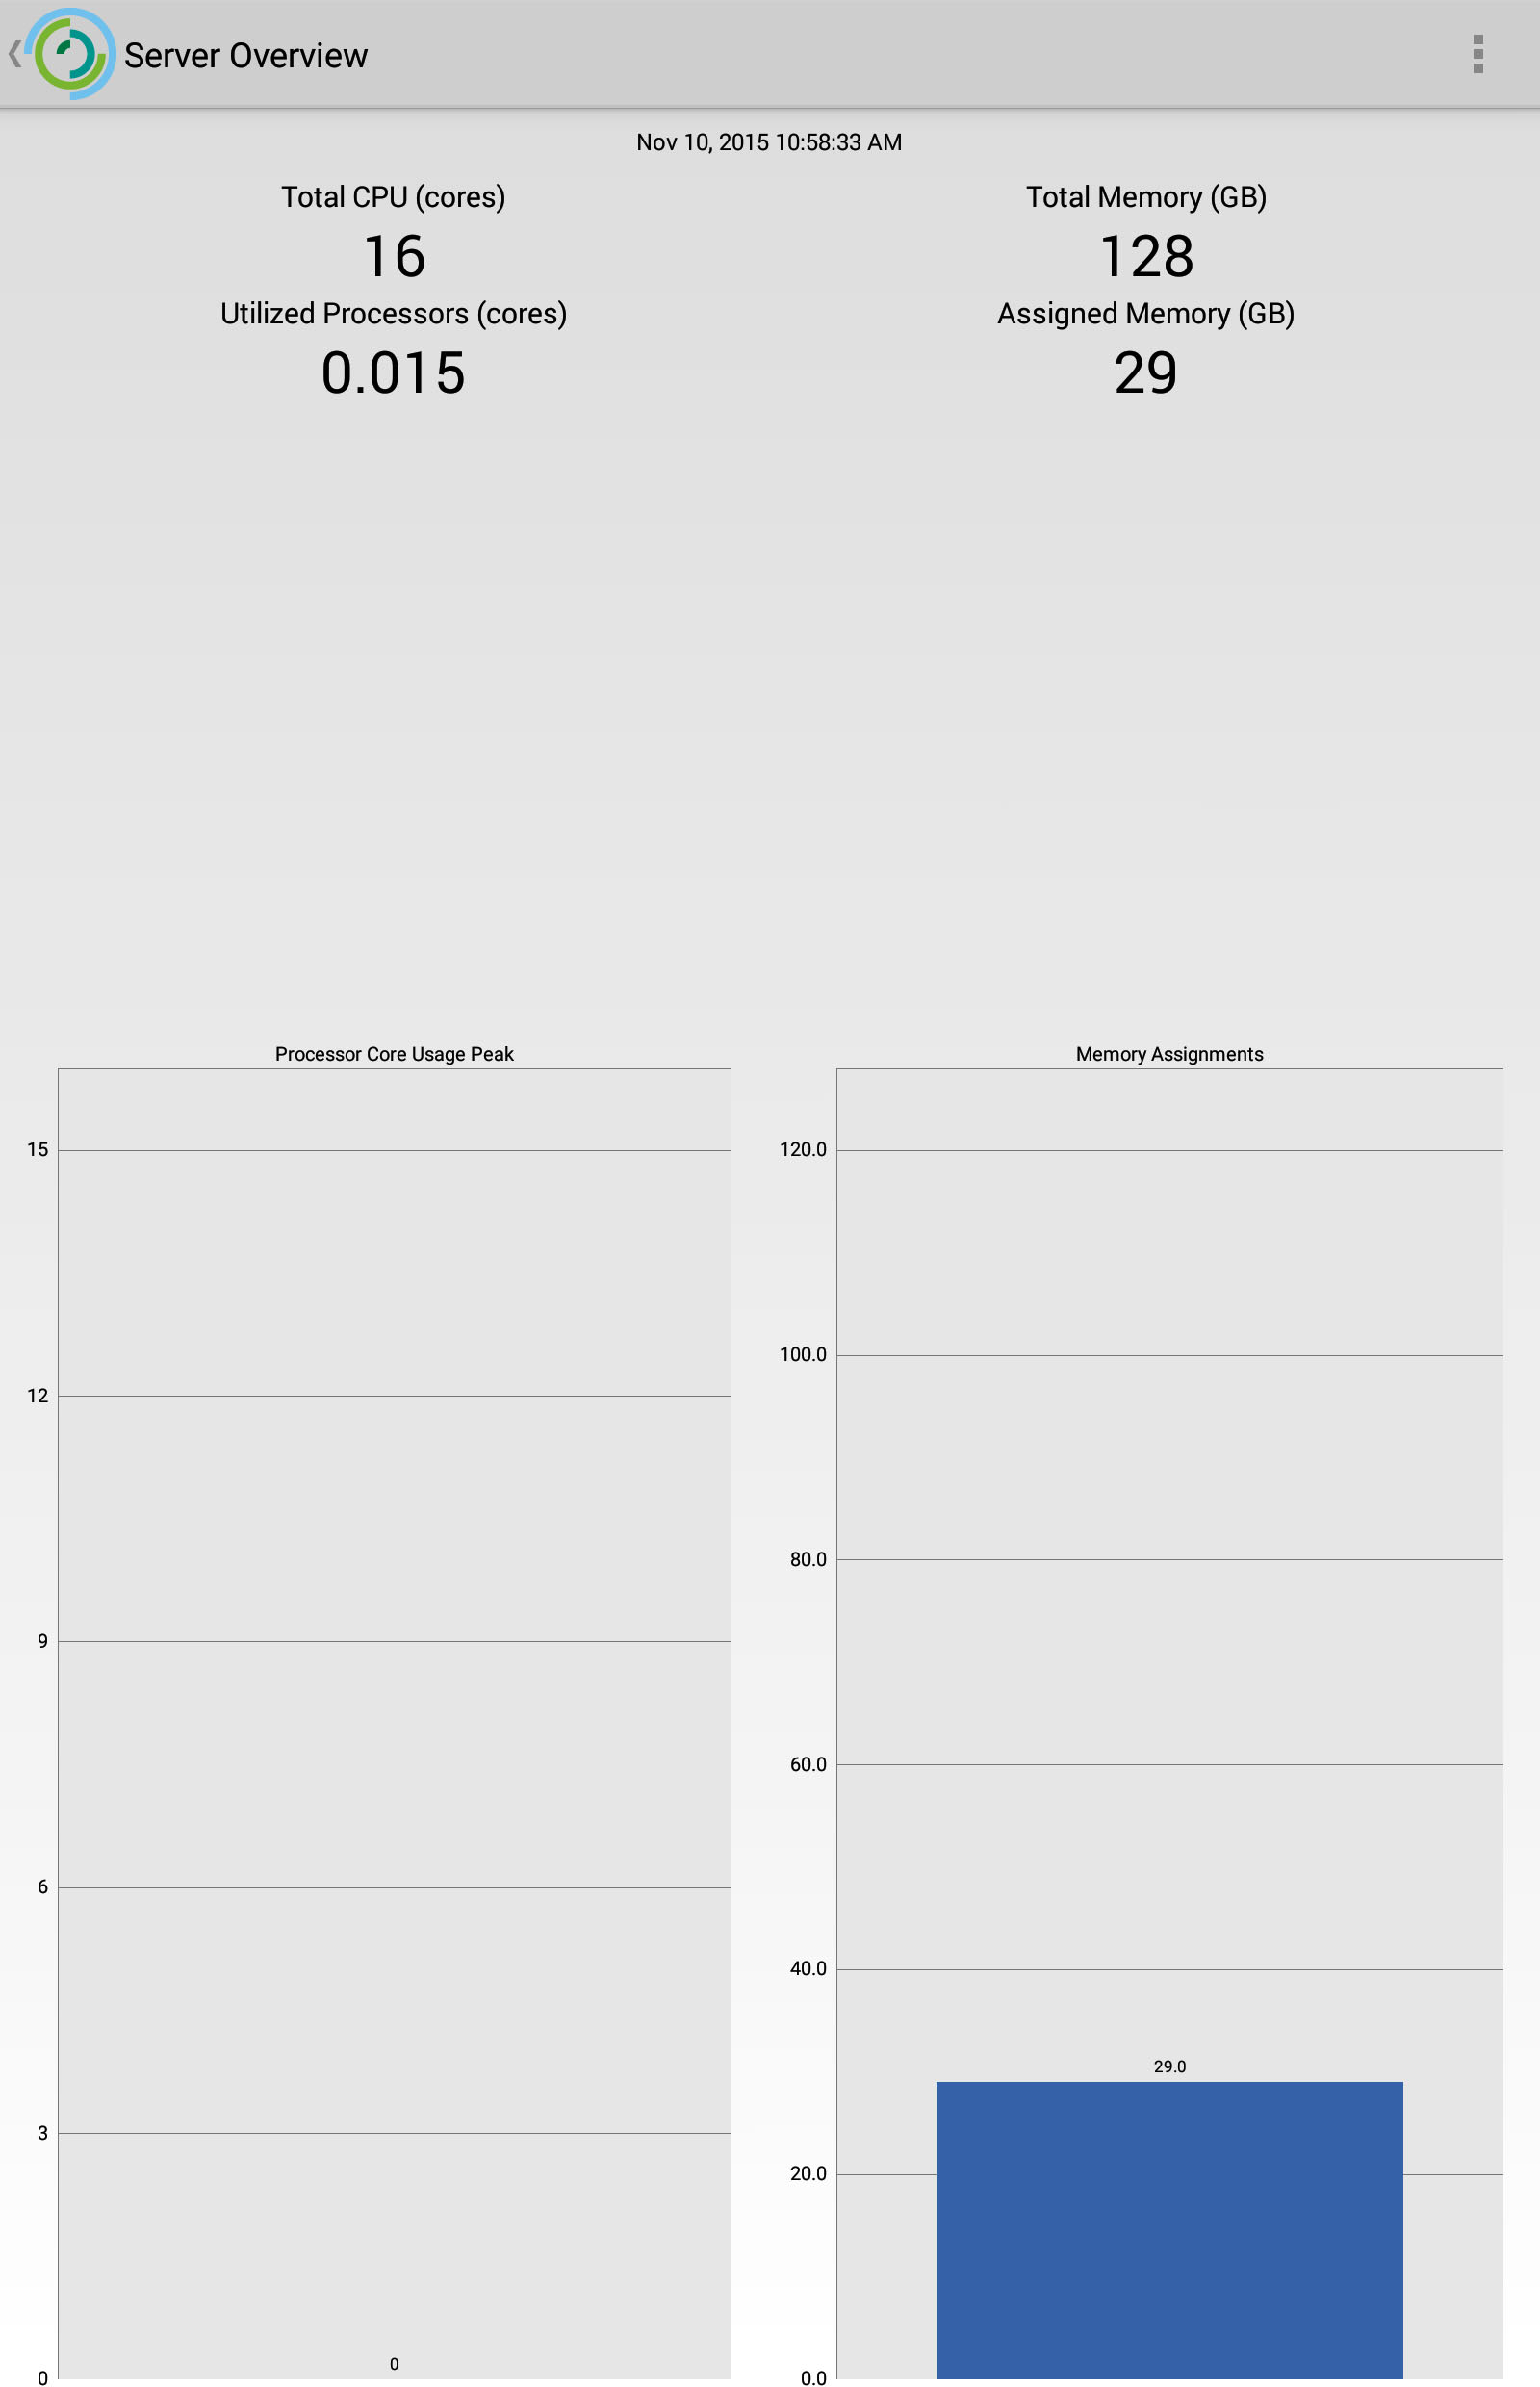 Server Overview
Nov 10, 2015 10:58:33 AM
Total CPU (cores)
16
Utilized Processors (cores)
0.015
Total Memory (GB)
128
Assigned Memory (GB)
29
Processor Core Usage Peak
15
12
9
6
3
0
0
Memory Assignments
120.0
100.0
80.0
60.0
40.0
29.0
20.0
0.0